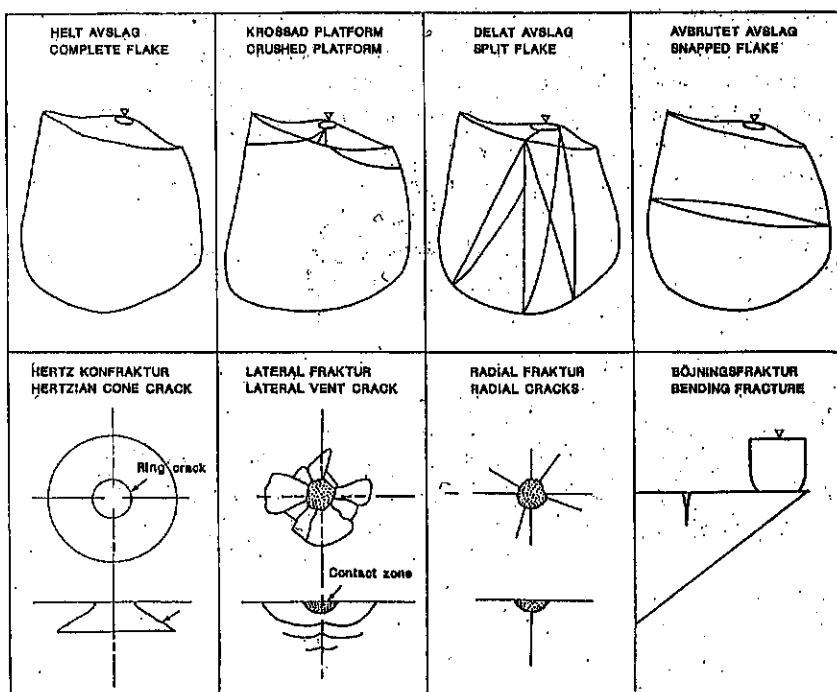 HELT AVSLAG
COMPLETE FLAKE
KROSSAD PLATFORM
CRUSHED PLATFORM
DELAT AVSLAG
SPLIT FLAKE
AVBRUTET AVSLAG
SNAPPED FLAKE
HERTZ KONFRAKTUR
HERTZIAN CONE CRACK
Ring crack
LATERAL FRAKTUR
LATERAL VENT CRACK
Contact zone
RADIAL FRAKTUR
RADIAL CRACKS
BÖJNINGSFRAKTUR
BENDING FRACTURE